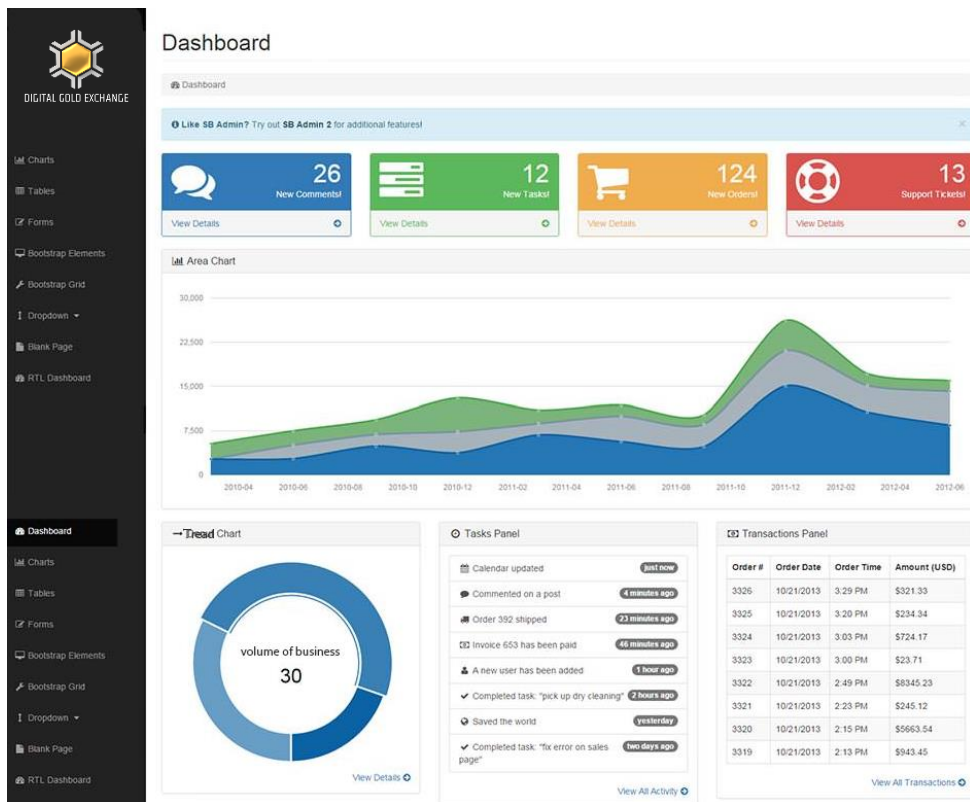 DIGITAL GOLD EXCHANGE
Charts
Tables
Forms
Bootstrap Elements
Bootstrap Grid
Dropdown
Blank Page
RTL Dashboard
Dashboard
Charts
Tables
Forms
Bootstrap Elements
Bootstrap Grid
Dropdown
Blank Page
RTL Dashboard
Dashboard
Dashboard
Like SB Admin? Try out SB Admin 2 for additional features!
26
New Comments!
View Details
12
New Tasks!
View Details
124
New Orders!
View Details
13
Support Tickets!
View Details
Area Chart
30,000
22,500
15,000
7,500
0
2010-04 2010-06 2010-08 2010-10 2010-12 2011-02 2011-04 2011-06 2011-08 2011-10 2011-12 2012-02 2012-04 2012-06
Tread Chart
volume of business
30
View Details
Tasks Panel
Calendar updated just now
Commented on a post 4 minutes ago
Order 392 shipped 23 minutes ago
Invoice 653 has been paid 46 minutes ago
A new user has been added 1 hour ago
Completed task: "pick up dry cleaning" 2 hours ago
Saved the world yesterday
Completed task: "fix error on sales two days ago
page"
View All Activity
Transactions Panel
Order # Order Date Order Time Amount (USD)
3326 10/21/2013 3:29 PM $321.33
3325 10/21/2013 3:20 PM $234.34
3324 10/21/2013 3:03 PM $724.17
3323 10/21/2013 3:00 PM $23.71
3322 10/21/2013 2:49 PM $8345.23
3321 10/21/2013 2:23 PM $245.12
3320 10/21/2013 2:15 PM $5663.54
3319 10/21/2013 2:13 PM $943.45
View All Transactions